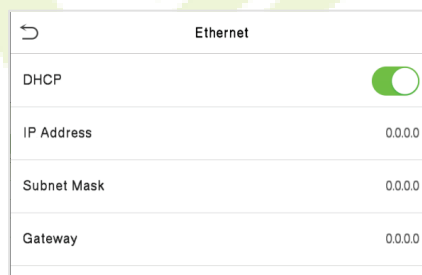 Ethernet
DHCP
IP Address 0.0.0.0
Subnet Mask 0.0.0.0
Gateway 0.0.0.0